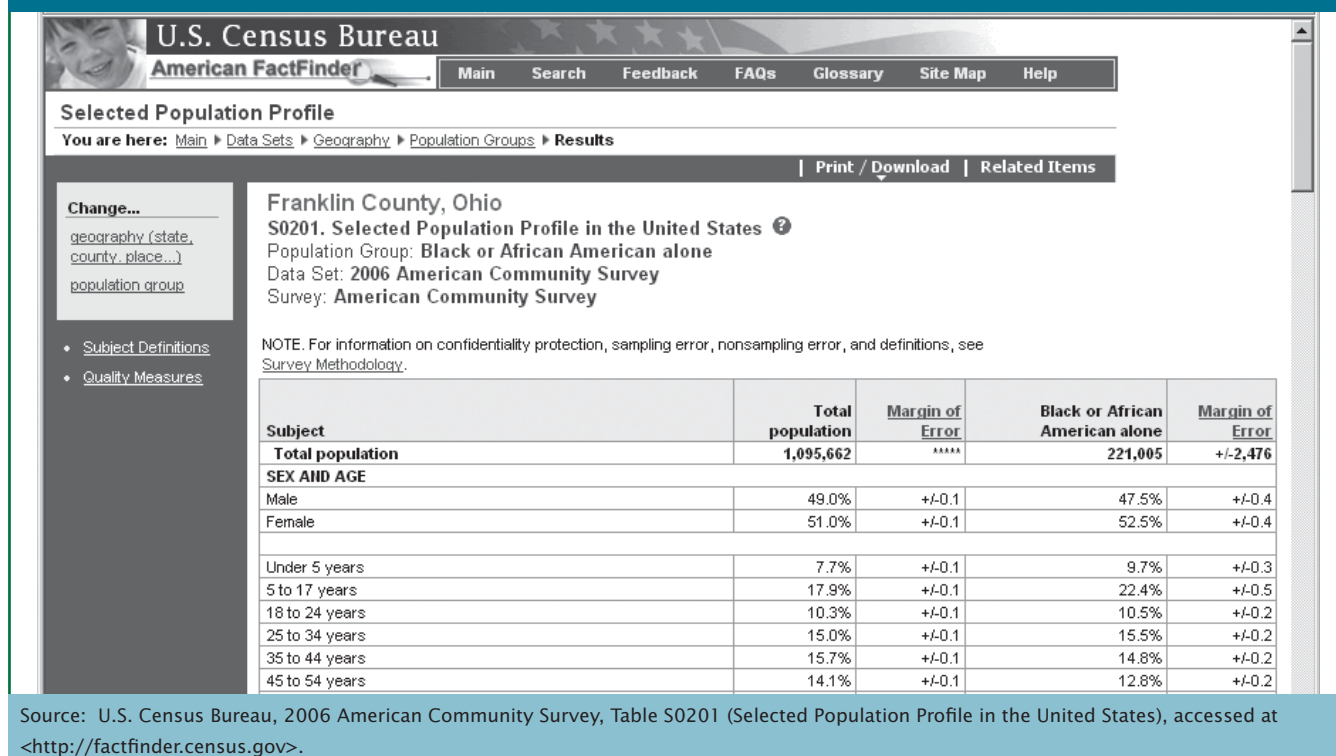 U.S. Census Bureau
American FactFinder
Main Search Feedback FAQs Glossary Site Map Help
Selected Population Profile
You are here: Main ▶ Data Sets ▶ Geography ▶ Population Groups ▶ Results
| Print / Download | Related Items
Change...
geography (state,
county, place...)
population group
• Subject Definitions
• Quality Measures
Franklin County, Ohio
S0201. Selected Population Profile in the United States ?
Population Group: Black or African American alone
Data Set: 2006 American Community Survey
Survey: American Community Survey
NOTE. For information on confidentiality protection, sampling error, nonsampling error, and definitions, see
Survey Methodology.
Subject Total population Margin of Error Black or African American alone Margin of Error
Total population 1,095,662 ***** 221,005 +/-2,476
SEX AND AGE
Male 49.0% +/-0.1 47.5% +/-0.4
Female 51.0% +/-0.1 52.5% +/-0.4
Under 5 years 7.7% +/-0.1 9.7% +/-0.3
5 to 17 years 17.9% +/-0.1 22.4% +/-0.5
18 to 24 years 10.3% +/-0.1 10.5% +/-0.2
25 to 34 years 15.0% +/-0.1 15.5% +/-0.2
35 to 44 years 15.7% +/-0.1 14.8% +/-0.2
45 to 54 years 14.1% +/-0.1 12.8% +/-0.2
Source: U.S. Census Bureau, 2006 American Community Survey, Table S0201 (Selected Population Profile in the United States), accessed at
<http://factfinder.census.gov>.